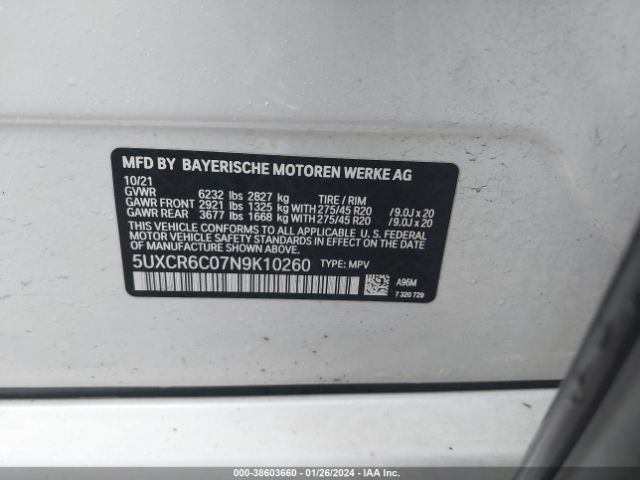 MFD BY BAYERISCHE MOTOREN WERKE AG
10/21
GVWR 6232 lbs 2827 kg TIRE / RIM
GAWR FRONT 2921 lbs 1325 kg WITH 275/45 R20 / 9.0J x 20
GAWR REAR 3677 lbs 1668 kg WITH 275/45 R20 / 9.0J x 20
THIS VEHICLE CONFORMS TO ALL APPLICABLE U.S. FEDERAL
MOTOR VEHICLE SAFETY STANDARDS IN EFFECT ON THE DATE
OF MANUFACTURE SHOWN ABOVE.
5UXCR6C07N9K10260 TYPE: MPV
A96M
7 320 729
000-38603660 - 01/26/2024 - IAA Inc.